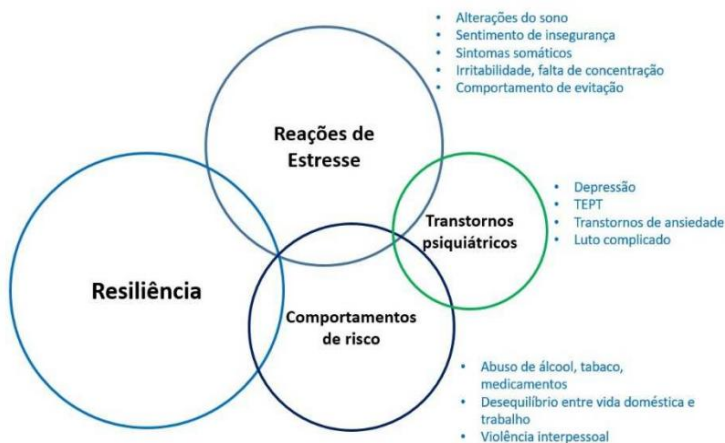 • Alterações do sono
• Sentimento de insegurança
• Sintomas somáticos
• Irritabilidade, falta de concentração
• Comportamento de evitação
Reações de
Estresse
• Depressão
• TEPT
• Transtornos de ansiedade
• Luto complicado
Transtornos
psiquiátricos
Resiliência
Comportamentos
de risco
• Abuso de álcool, tabaco,
medicamentos
• Desequilíbrio entre vida doméstica e
trabalho
• Violência interpessoal